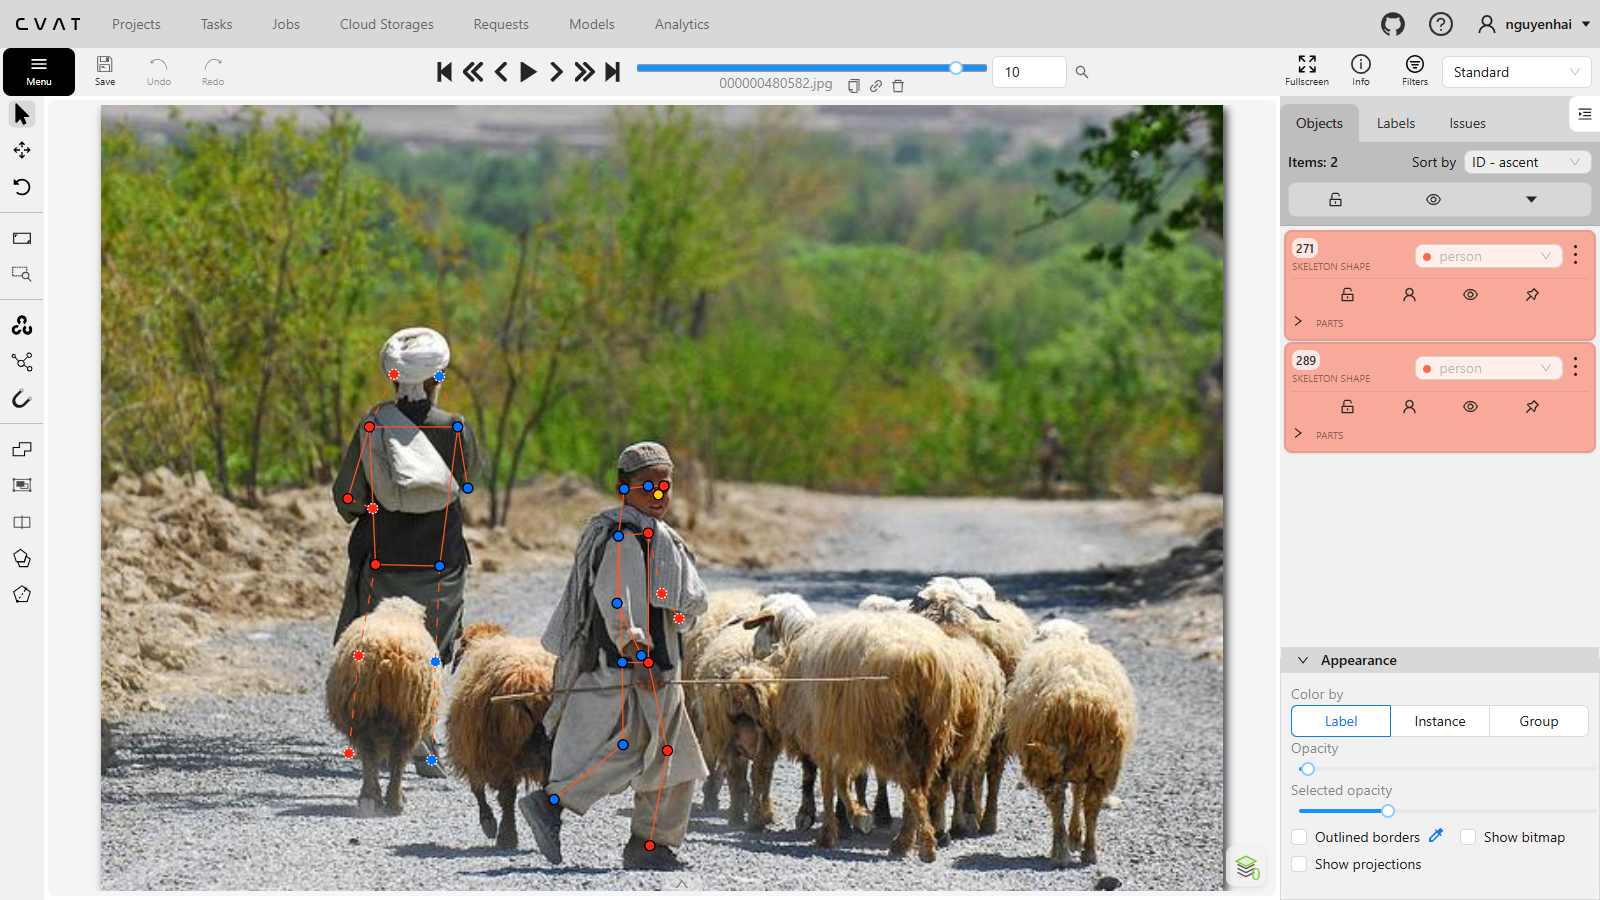 CVAT
Projects
Tasks
Jobs
Cloud Storages
Requests
Models
Analytics
nguyenhai
Menu
Save
Undo
Redo
000000480582.jpg
10
Fullscreen
Info
Filters
Standard
Objects
Labels
Issues
Items: 2
Sort by
ID - ascent
271
SKELETON SHAPE
person
PARTS
289
SKELETON SHAPE
person
PARTS
Appearance
Color by
Label
Instance
Group
Opacity
Selected opacity
Outlined borders
Show bitmap
Show projections
0